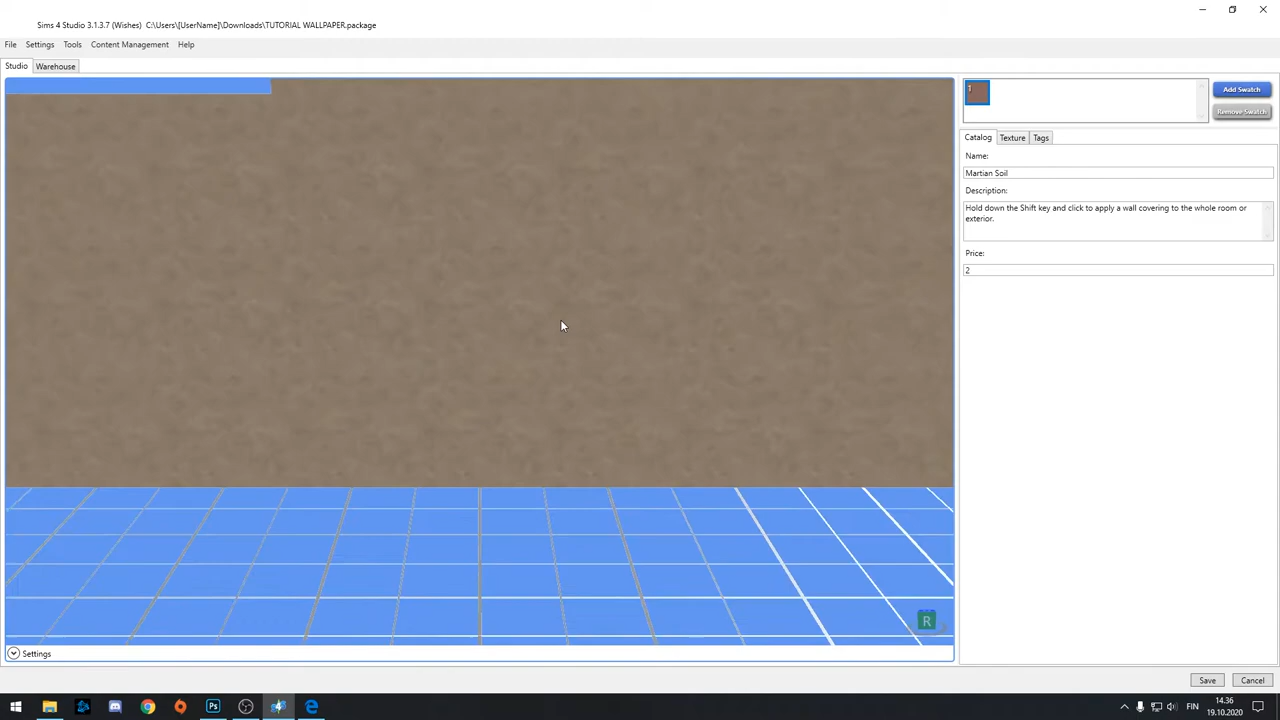 Sims 4 Studio 3.1.3.7 (Wishes) C:\Users\[UserName]\Downloads\TUTORIAL WALLPAPER.package
File Settings Tools Content Management Help
Studio Warehouse
1
Add Swatch
Remove Swatch
Catalog Texture Tags
Name:
Martian Soil
Description:
Hold down the Shift key and click to apply a wall covering to the whole room or
exterior.
Price:
2
R
Settings
Save Cancel
Ps
FIN
14.36
19.10.2020